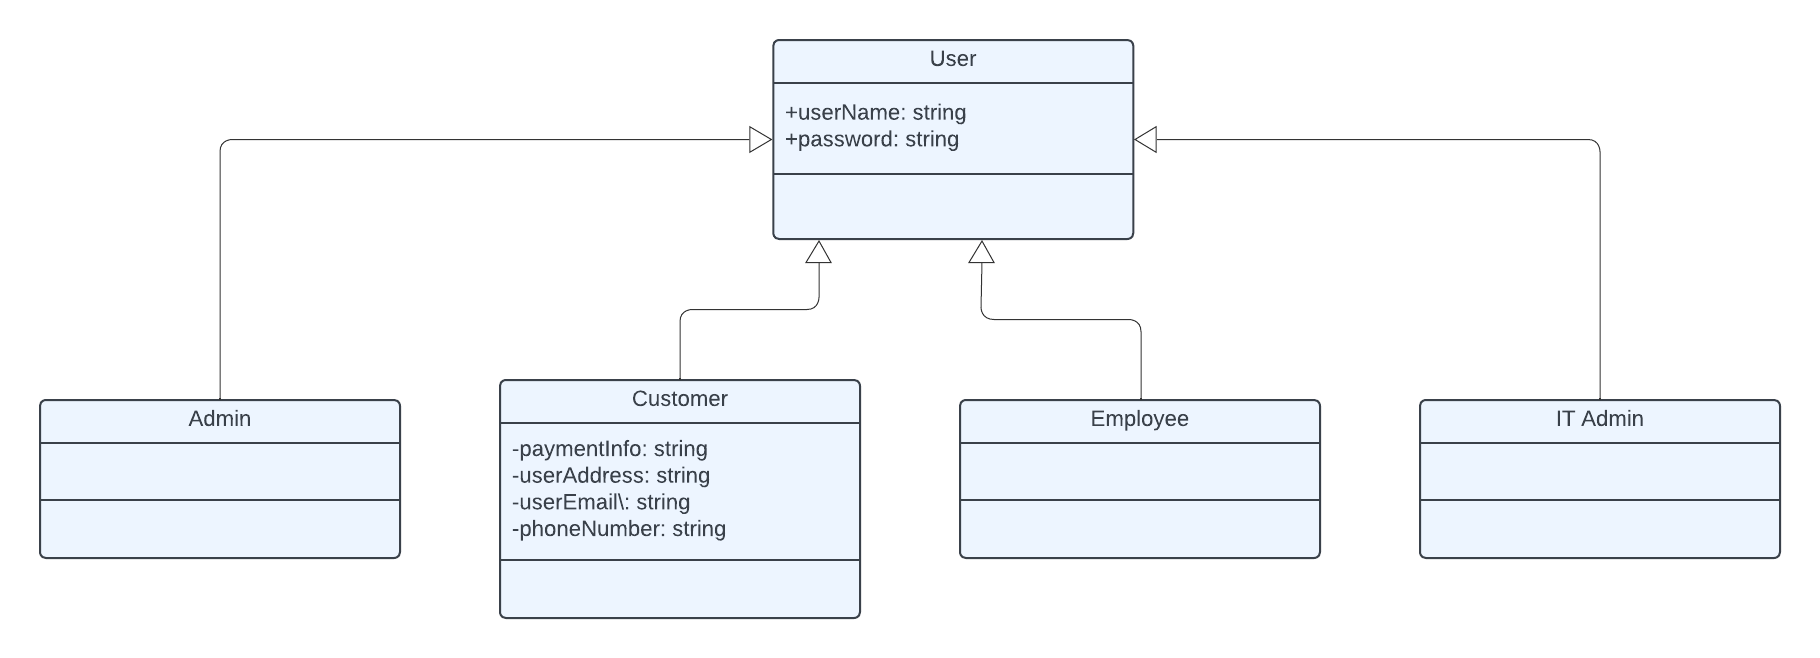 User
+userName: string
+password: string
Admin
Customer
-paymentInfo: string
-userAddress: string
-userEmail\: string
-phoneNumber: string
Employee
IT Admin